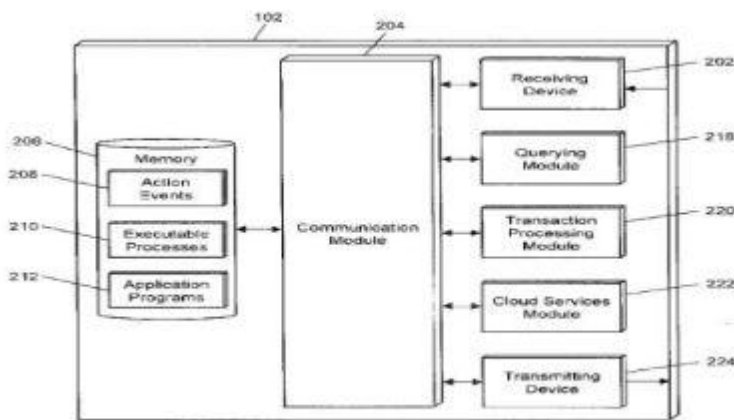 102
204
202
Receiving
Device
206
Memory
218
208
Action
Events
Querying
Module
210
Executable
Processes
Communication
Module
Transaction
Processing
Module
220
212
Application
Programs
222
Cloud Services
Module
224
Transmitting
Device